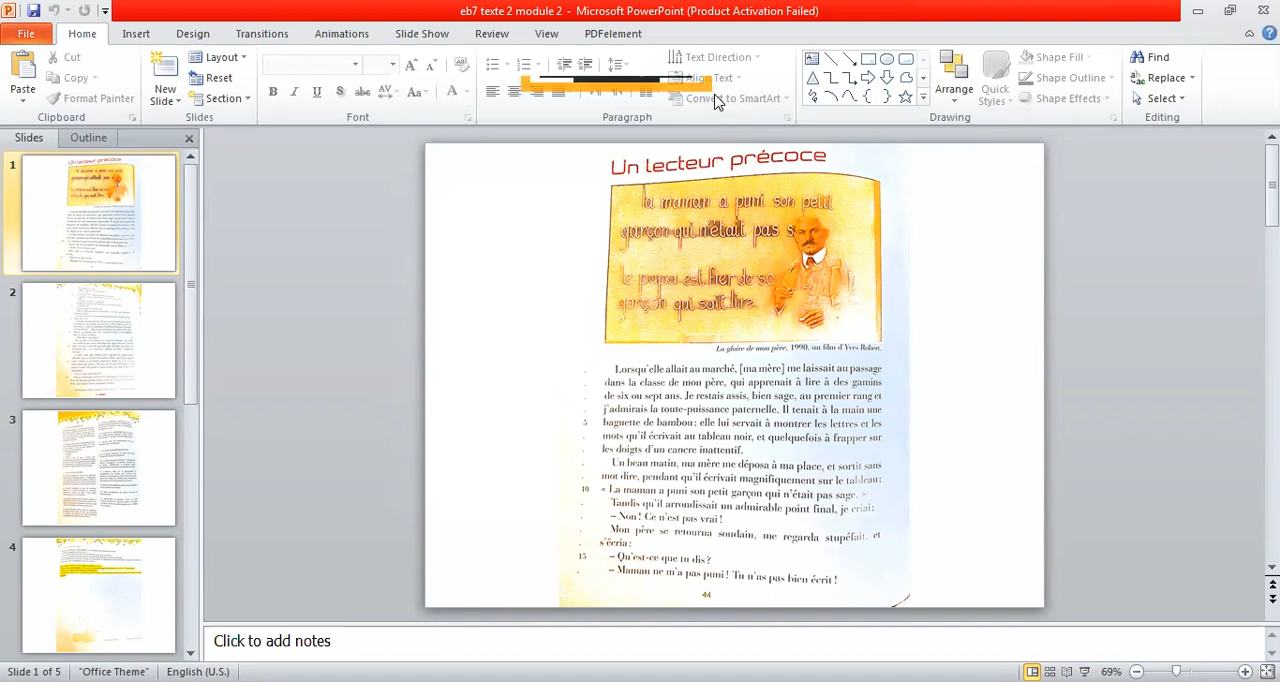 eb7 texte 2 module 2 - Microsoft PowerPoint (Product Activation Failed)
File Home Insert Design Transitions Animations Slide Show Review View PDFelement
Paste
Cut
Copy
Format Painter
Clipboard
New Slide
Layout
Reset
Section
Slides
Font
Paragraph
Text Direction
Align Text
Convert to SmartArt
Arrange
Quick Styles
Shape Fill
Shape Outline
Shape Effects
Drawing
Find
Replace
Select
Editing
Slides Outline
1
2
3
4
Un lecteur précoce
la maman a puni son petit
garçon qui n'était pas s
le papa est fier de so
garçon qui sait lire.
La gloire de mon père, 1990, un film d'Yves Robert.
Lorsqu'elle allait au marché, elle me laissait au passage
dans la classe de mon père, qui apprenait à lire à des gamins
de six ou sept ans. Je restais assis, bien sage, au premier rang et
j'admirais la toute-puissance paternelle. Il tenait à la main une
5 baguette de bambou: elle lui servait à montrer les lettres et les
mots qu'il écrivait au tableau noir, et quelquefois à frapper sur
les doigts d'un cancre inattentif.
Un beau matin, ma mère me déposa à ma place et sortit sans
mot dire, pendant qu'il écrivait magnifiquement sur le tableau:
10 « La maman a puni son petit garçon qui n'était pas sage. »
Tandis qu'il arrondissait un admirable point final, je criai:
– Non! Ce n'est pas vrai!
Mon père se retourna soudain, me regarda stupéfait, et
s'écria:
15 – Qu'est-ce que tu dis?
– Maman ne m'a pas puni! Tu n'as pas bien écrit!
44
Click to add notes
Slide 1 of 5 "Office Theme" English (U.S.) 69%